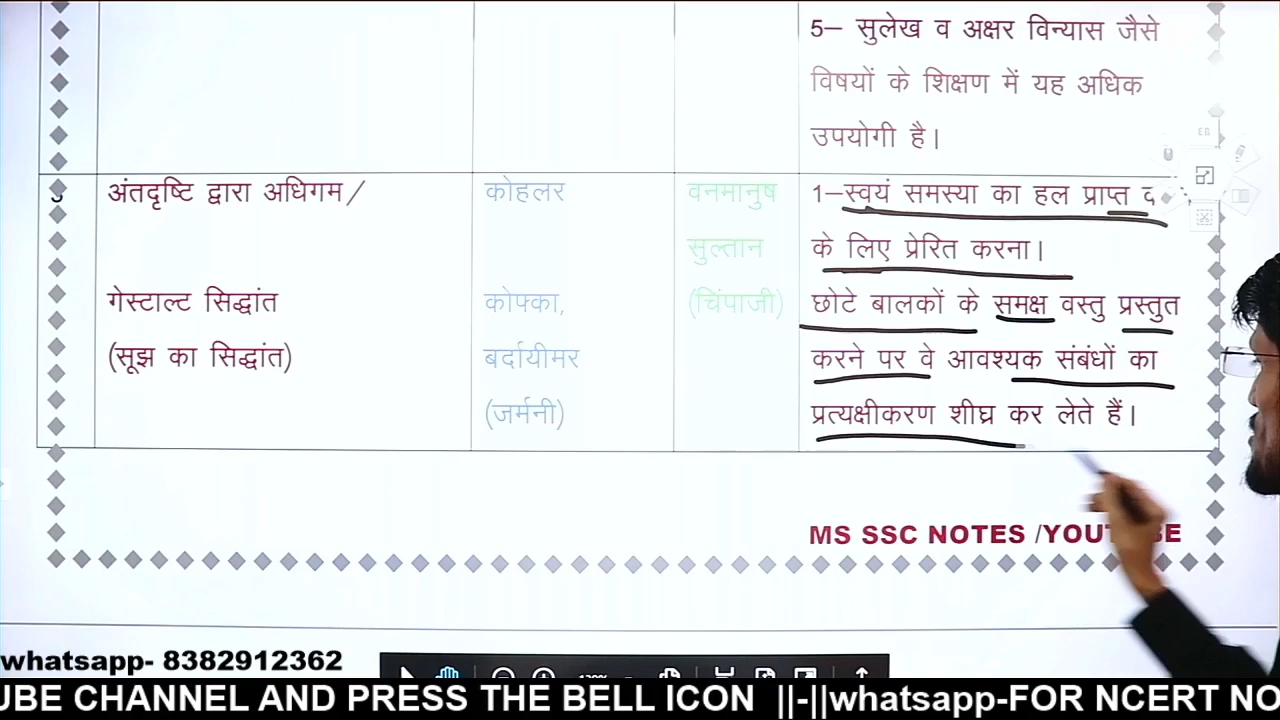 5– सुलेख व अक्षर विन्यास जैसे
विषयों के शिक्षण में यह अधिक
उपयोगी है।
अंतदृष्टि द्वारा अधिगम/
गेस्टाल्ट सिद्धांत
(सूझ का सिद्धांत)
कोहलर
कोफ्का,
बर्दायीमर
(जर्मनी)
वनमानुष
सुल्तान
(चिंपाजी)
1–स्वयं समस्या का हल प्राप्त
के लिए प्रेरित करना।
छोटे बालकों के समक्ष वस्तु प्रस्तुत
करने पर वे आवश्यक संबंधों का
प्रत्यक्षीकरण शीघ्र कर लेते हैं।
MS SSC NOTES
whatsapp- 8382912362
UBE CHANNEL AND PRESS THE BELL ICON ||-||whatsapp-FOR NCERT NO